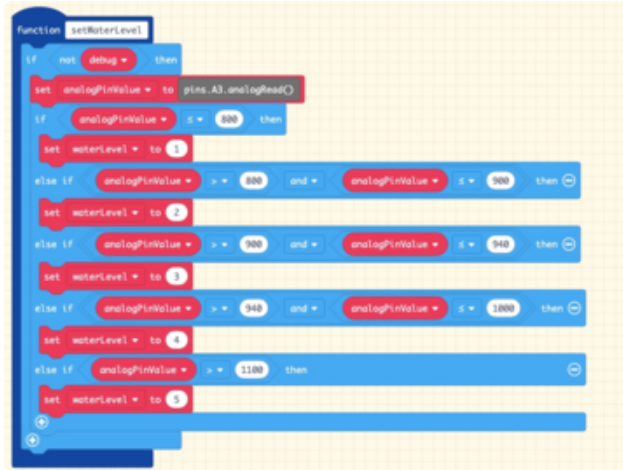 function setWaterLevel
if not debug then
set analogPinValue to pins.A3.analogRead()
if analogPinValue ≤ 800 then
set waterLevel to 1
else if analogPinValue > 800 and analogPinValue ≤ 900 then
set waterLevel to 2
else if analogPinValue > 900 and analogPinValue ≤ 940 then
set waterLevel to 3
else if analogPinValue > 940 and analogPinValue ≤ 1000 then
set waterLevel to 4
else if analogPinValue > 1100 then
set waterLevel to 5